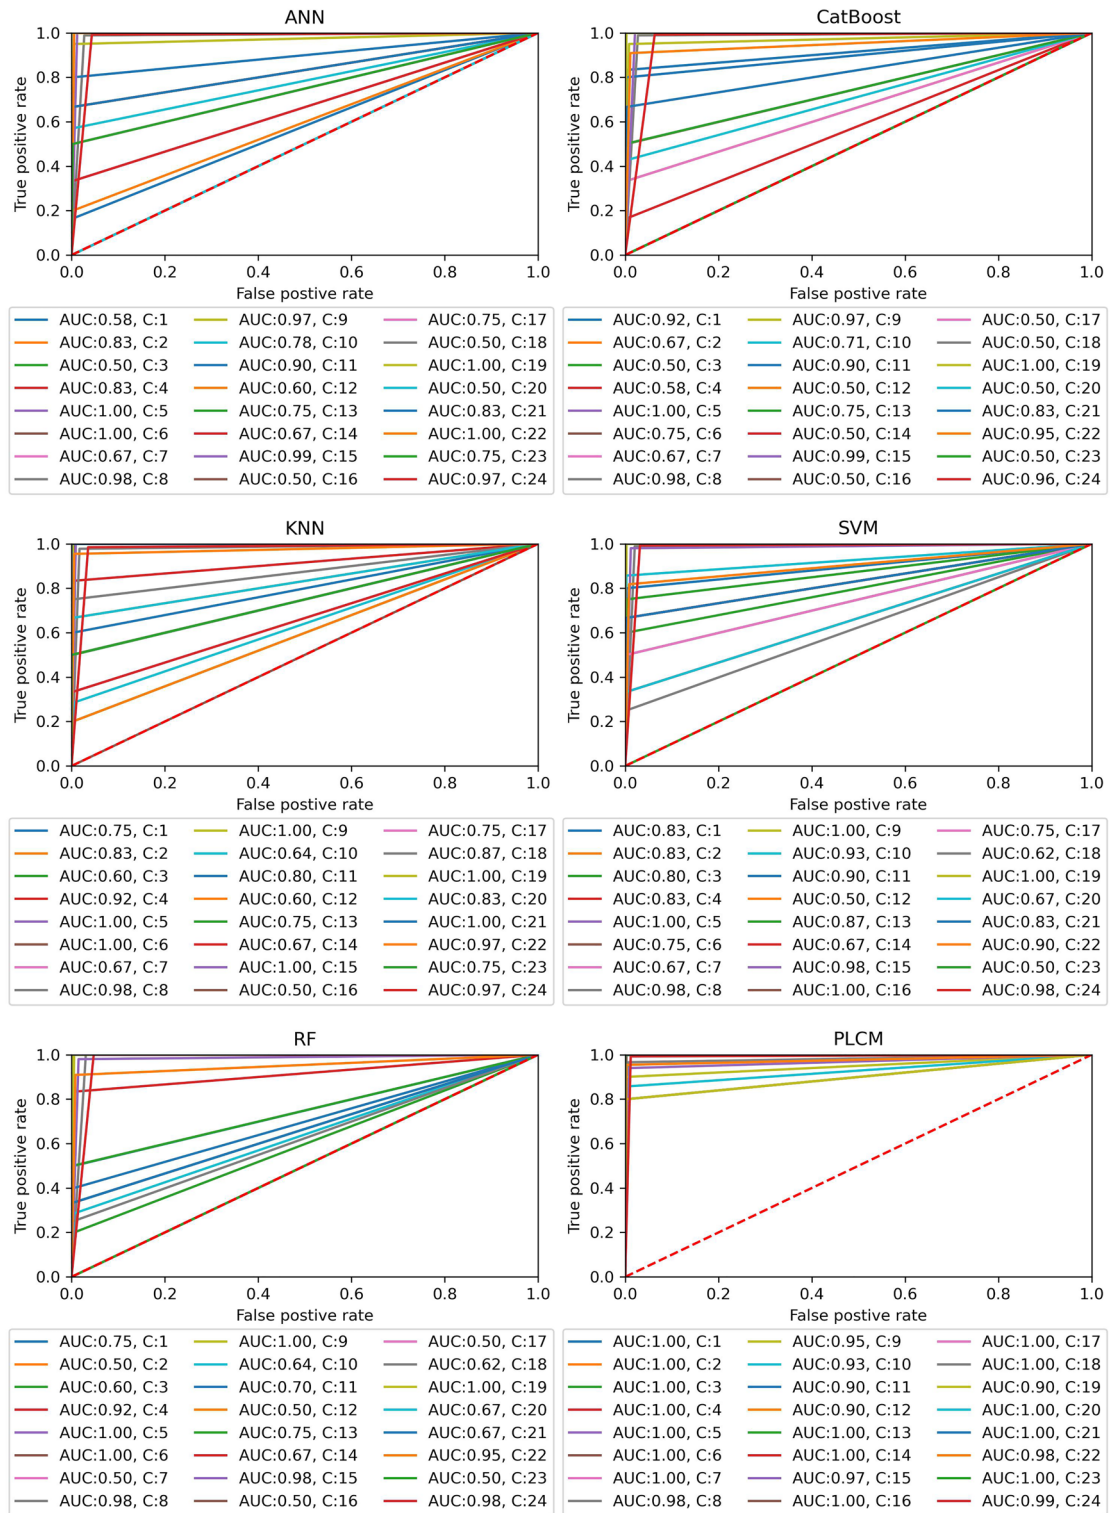 ANN
1.0
0.8
0.6
0.4
0.2
0.0
True positive rate
0.0 0.2 0.4 0.6 0.8 1.0
False postive rate
AUC:0.58, C:1 AUC:0.97, C:9 AUC:0.75, C:17
AUC:0.83, C:2 AUC:0.78, C:10 AUC:0.50, C:18
AUC:0.50, C:3 AUC:0.90, C:11 AUC:1.00, C:19
AUC:0.83, C:4 AUC:0.60, C:12 AUC:0.50, C:20
AUC:1.00, C:5 AUC:0.75, C:13 AUC:0.83, C:21
AUC:1.00, C:6 AUC:0.67, C:14 AUC:1.00, C:22
AUC:0.67, C:7 AUC:0.99, C:15 AUC:0.75, C:23
AUC:0.98, C:8 AUC:0.50, C:16 AUC:0.97, C:24
CatBoost
1.0
0.8
0.6
0.4
0.2
0.0
True positive rate
0.0 0.2 0.4 0.6 0.8 1.0
False postive rate
AUC:0.92, C:1 AUC:0.97, C:9 AUC:0.50, C:17
AUC:0.67, C:2 AUC:0.71, C:10 AUC:0.50, C:18
AUC:0.50, C:3 AUC:0.90, C:11 AUC:1.00, C:19
AUC:0.58, C:4 AUC:0.50, C:12 AUC:0.50, C:20
AUC:1.00, C:5 AUC:0.75, C:13 AUC:0.83, C:21
AUC:0.75, C:6 AUC:0.50, C:14 AUC:0.95, C:22
AUC:0.67, C:7 AUC:0.99, C:15 AUC:0.50, C:23
AUC:0.98, C:8 AUC:0.50, C:16 AUC:0.96, C:24
KNN
1.0
0.8
0.6
0.4
0.2
0.0
True positive rate
0.0 0.2 0.4 0.6 0.8 1.0
False postive rate
AUC:0.75, C:1 AUC:1.00, C:9 AUC:0.75, C:17
AUC:0.83, C:2 AUC:0.64, C:10 AUC:0.87, C:18
AUC:0.60, C:3 AUC:0.80, C:11 AUC:1.00, C:19
AUC:0.92, C:4 AUC:0.60, C:12 AUC:0.83, C:20
AUC:1.00, C:5 AUC:0.75, C:13 AUC:1.00, C:21
AUC:1.00, C:6 AUC:0.67, C:14 AUC:0.97, C:22
AUC:0.67, C:7 AUC:1.00, C:15 AUC:0.75, C:23
AUC:0.98, C:8 AUC:0.50, C:16 AUC:0.97, C:24
SVM
1.0
0.8
0.6
0.4
0.2
0.0
True positive rate
0.0 0.2 0.4 0.6 0.8 1.0
False postive rate
AUC:0.83, C:1 AUC:1.00, C:9 AUC:0.75, C:17
AUC:0.83, C:2 AUC:0.93, C:10 AUC:0.62, C:18
AUC:0.80, C:3 AUC:0.90, C:11 AUC:1.00, C:19
AUC:0.83, C:4 AUC:0.50, C:12 AUC:0.67, C:20
AUC:1.00, C:5 AUC:0.87, C:13 AUC:0.83, C:21
AUC:0.75, C:6 AUC:0.67, C:14 AUC:0.90, C:22
AUC:0.67, C:7 AUC:0.98, C:15 AUC:0.50, C:23
AUC:0.98, C:8 AUC:1.00, C:16 AUC:0.98, C:24
RF
1.0
0.8
0.6
0.4
0.2
0.0
True positive rate
0.0 0.2 0.4 0.6 0.8 1.0
False postive rate
AUC:0.75, C:1 AUC:1.00, C:9 AUC:0.50, C:17
AUC:0.50, C:2 AUC:0.64, C:10 AUC:0.62, C:18
AUC:0.60, C:3 AUC:0.70, C:11 AUC:1.00, C:19
AUC:0.92, C:4 AUC:0.50, C:12 AUC:0.67, C:20
AUC:1.00, C:5 AUC:0.75, C:13 AUC:0.67, C:21
AUC:1.00, C:6 AUC:0.67, C:14 AUC:0.95, C:22
AUC:0.50, C:7 AUC:0.98, C:15 AUC:0.50, C:23
AUC:0.98, C:8 AUC:0.50, C:16 AUC:0.98, C:24
PLCM
1.0
0.8
0.6
0.4
0.2
0.0
True positive rate
0.0 0.2 0.4 0.6 0.8 1.0
False postive rate
AUC:1.00, C:1 AUC:0.95, C:9 AUC:1.00, C:17
AUC:1.00, C:2 AUC:0.93, C:10 AUC:1.00, C:18
AUC:1.00, C:3 AUC:0.90, C:11 AUC:0.90, C:19
AUC:1.00, C:4 AUC:0.90, C:12 AUC:1.00, C:20
AUC:1.00, C:5 AUC:1.00, C:13 AUC:1.00, C:21
AUC:1.00, C:6 AUC:1.00, C:14 AUC:0.98, C:22
AUC:1.00, C:7 AUC:0.97, C:15 AUC:1.00, C:23
AUC:0.98, C:8 AUC:1.00, C:16 AUC:0.99, C:24